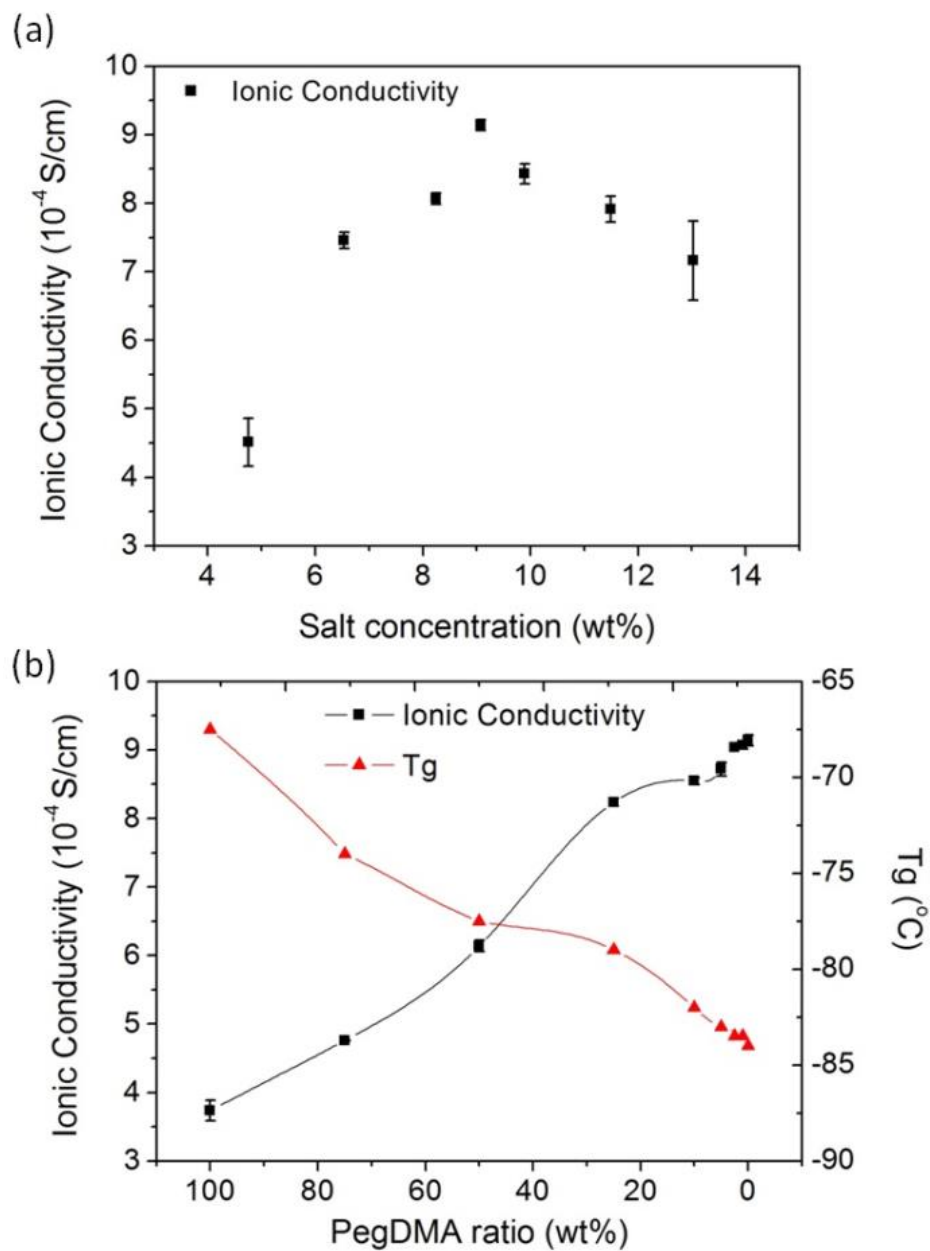 (a)
10
9
8
7
6
5
4
3
Ionic Conductivity (10⁻⁴ S/cm)
Ionic Conductivity
4 6 8 10 12 14
Salt concentration (wt%)
(b)
10
9
8
7
6
5
4
3
Ionic Conductivity (10⁻⁴ S/cm)
Ionic Conductivity
Tg
-65
-70
-75
-80
-85
-90
Tg (°C)
100 80 60 40 20 0
PegDMA ratio (wt%)